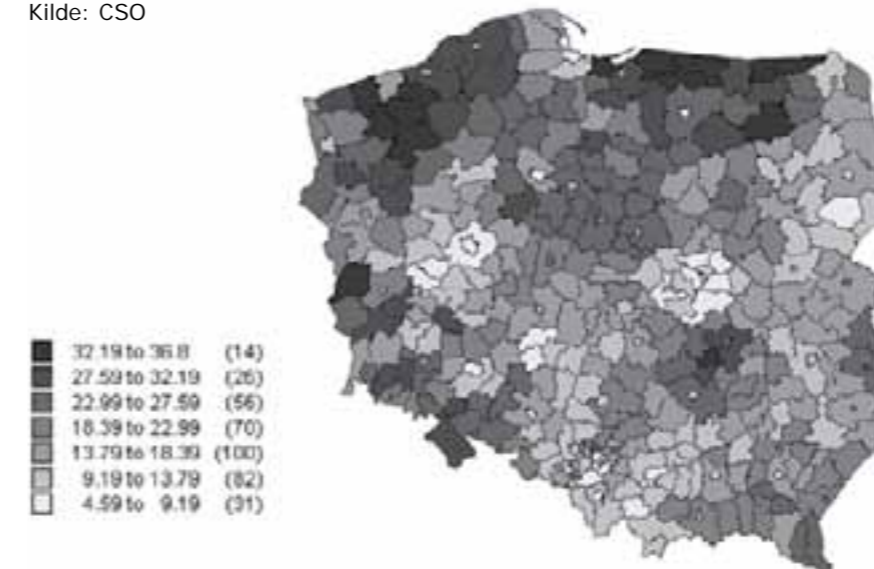 Kilde: CSO
32.19 to 36.8 (14)
27.59 to 32.19 (26)
22.99 to 27.59 (56)
18.39 to 22.99 (70)
13.79 to 18.39 (100)
9.19 to 13.79 (82)
4.59 to 9.19 (31)